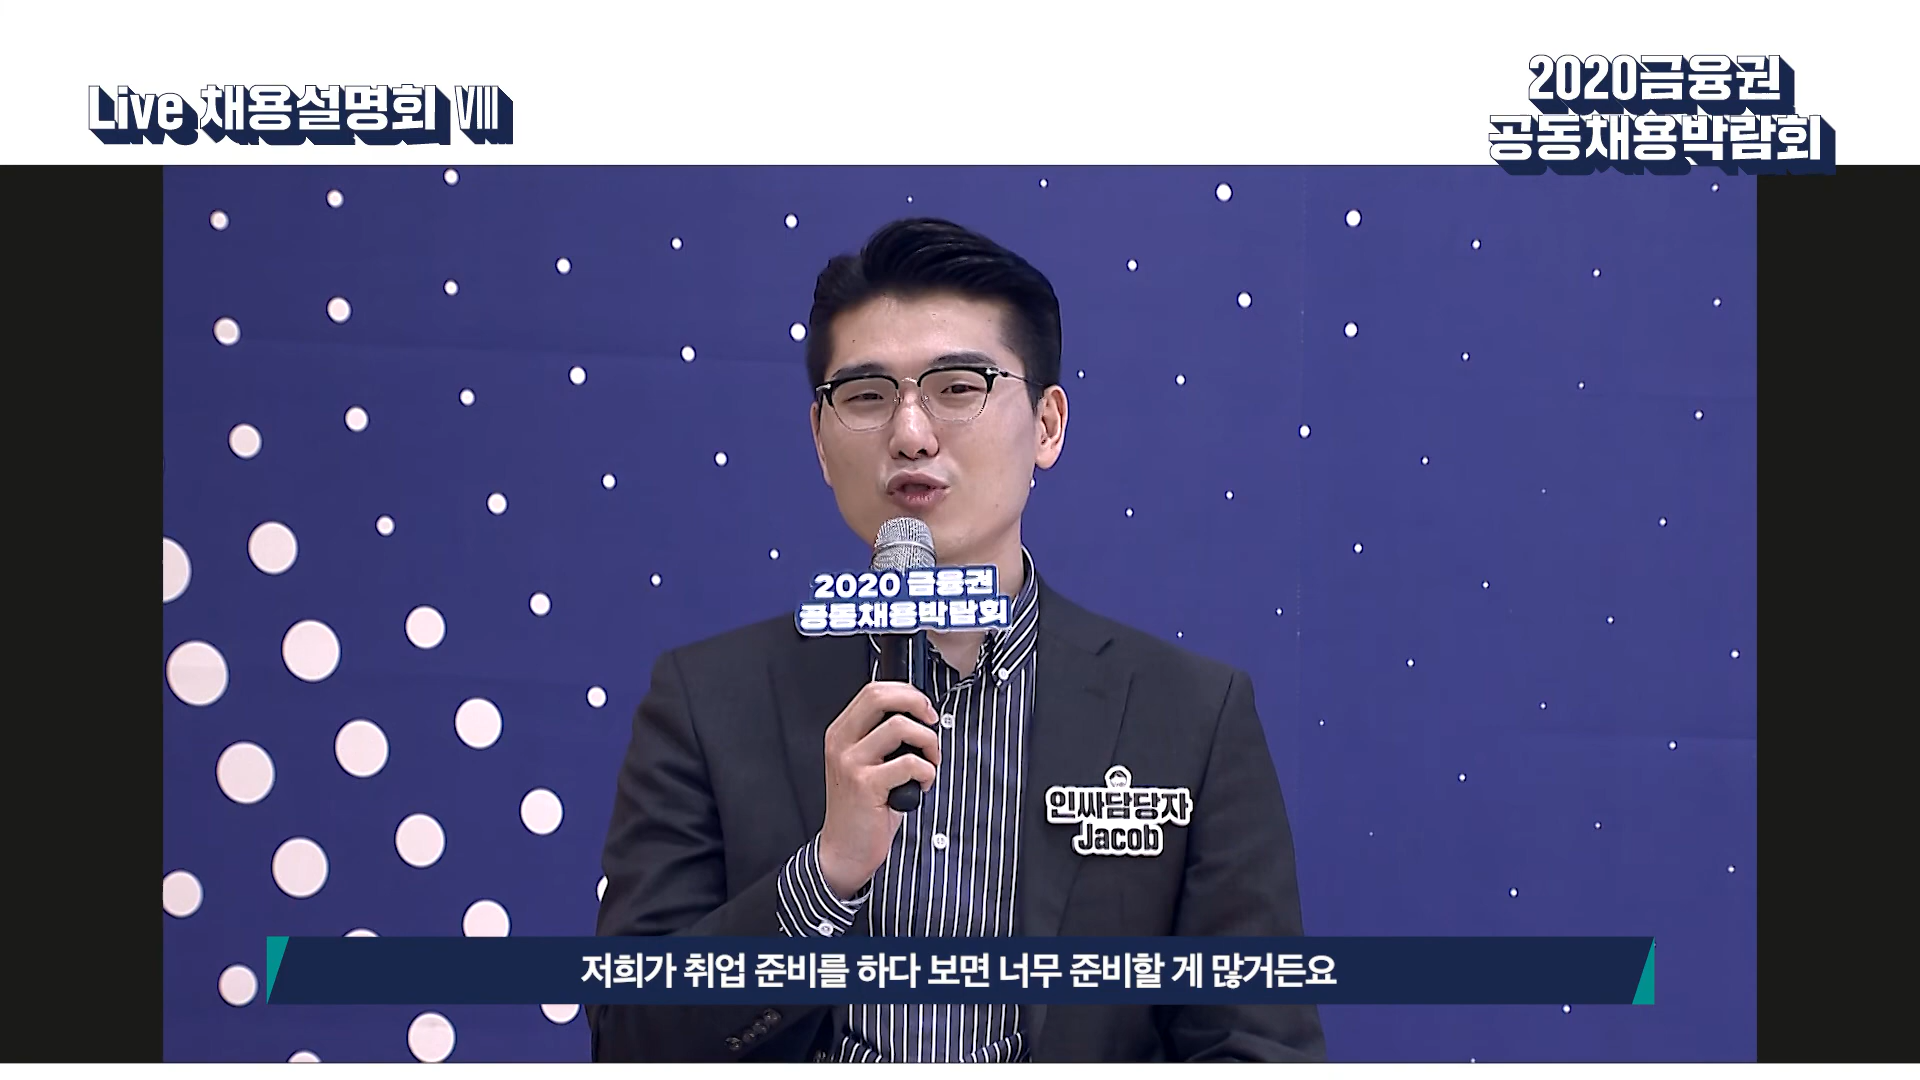 Live 채용설명회 Ⅷ
2020금융권
공동채용박람회
2020 금융권
공동채용박람회
인싸담당자
Jacob
저희가 취업 준비를 하다 보면 너무 준비할 게 많거든요